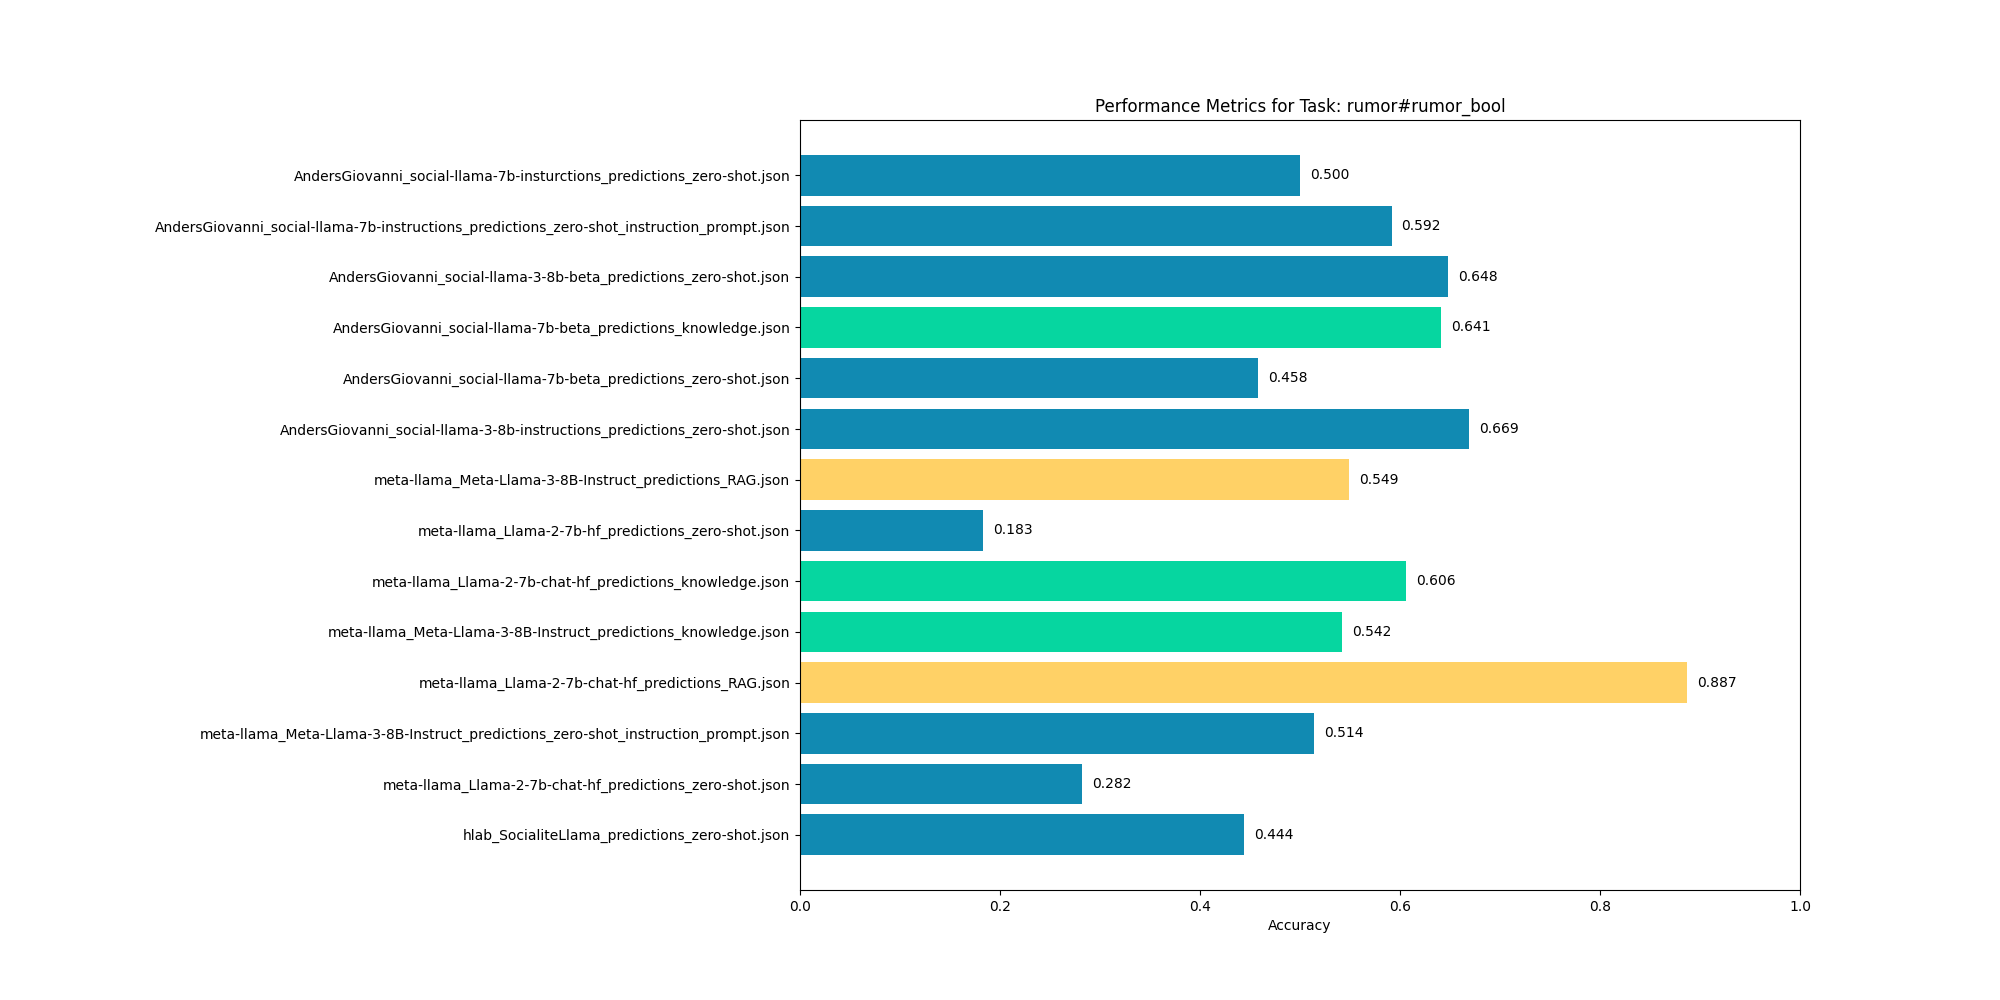 Performance Metrics for Task: rumor#rumor_bool
AndersGiovanni_social-llama-7b-insturctions_predictions_zero-shot.json 0.500
AndersGiovanni_social-llama-7b-instructions_predictions_zero-shot_instruction_prompt.json 0.592
AndersGiovanni_social-llama-3-8b-beta_predictions_zero-shot.json 0.648
AndersGiovanni_social-llama-7b-beta_predictions_knowledge.json 0.641
AndersGiovanni_social-llama-7b-beta_predictions_zero-shot.json 0.458
AndersGiovanni_social-llama-3-8b-instructions_predictions_zero-shot.json 0.669
meta-llama_Meta-Llama-3-8B-Instruct_predictions_RAG.json 0.549
meta-llama_Llama-2-7b-hf_predictions_zero-shot.json 0.183
meta-llama_Llama-2-7b-chat-hf_predictions_knowledge.json 0.606
meta-llama_Meta-Llama-3-8B-Instruct_predictions_knowledge.json 0.542
meta-llama_Llama-2-7b-chat-hf_predictions_RAG.json 0.887
meta-llama_Meta-Llama-3-8B-Instruct_predictions_zero-shot_instruction_prompt.json 0.514
meta-llama_Llama-2-7b-chat-hf_predictions_zero-shot.json 0.282
hlab_SocialiteLlama_predictions_zero-shot.json 0.444
0.0 0.2 0.4 0.6 0.8 1.0
Accuracy